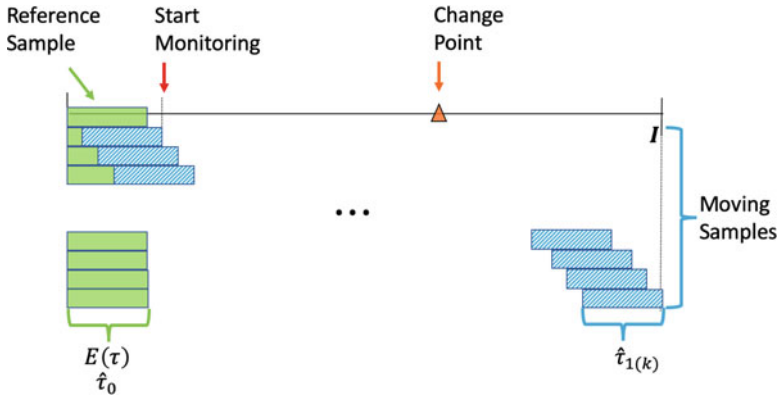 Reference
Sample
Start
Monitoring
Change
Point
I
...
Moving
Samples
E(τ)
τ̂₀
τ̂₁₍ₖ₎